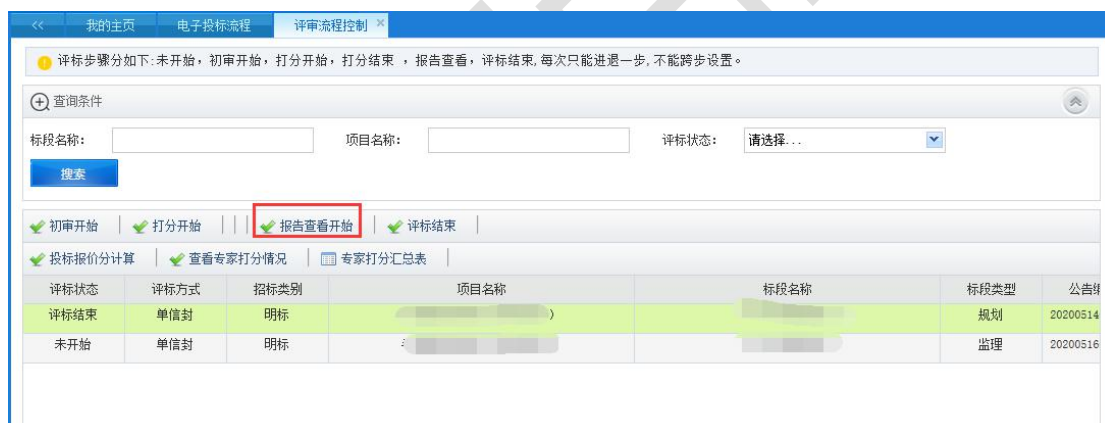 << 我的主页 电子投标流程 评审流程控制 ×
评标步骤分如下:未开始，初审开始，打分开始，打分结束 ，报告查看，评标结束,每次只能进退一步,不能跨步设置。
查询条件
标段名称： 项目名称： 评标状态： 请选择...
搜索
初审开始 打分开始 报告查看开始 评标结束
投标报价分计算 查看专家打分情况 专家打分汇总表
评标状态 评标方式 招标类别 项目名称 标段名称 标段类型 公告
评标结束 单信封 明标 ) 规划 20200514
未开始 单信封 明标 监理 20200516